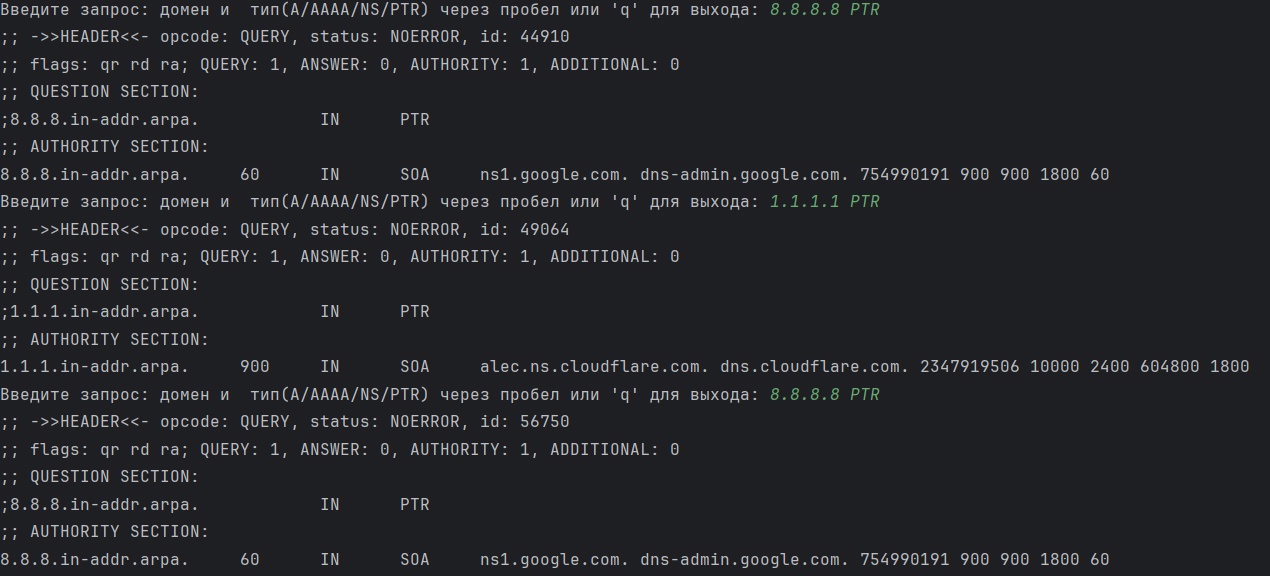 Введите запрос: домен и  тип(A/AAAA/NS/PTR) через пробел или 'q' для выхода: 8.8.8.8 PTR
;; ->>HEADER<<- opcode: QUERY, status: NOERROR, id: 44910
;; flags: qr rd ra; QUERY: 1, ANSWER: 0, AUTHORITY: 1, ADDITIONAL: 0
;; QUESTION SECTION:
;8.8.8.in-addr.arpa.            IN      PTR
;; AUTHORITY SECTION:
8.8.8.in-addr.arpa.     60      IN      SOA     ns1.google.com. dns-admin.google.com. 754990191 900 900 1800 60
Введите запрос: домен и  тип(A/AAAA/NS/PTR) через пробел или 'q' для выхода: 1.1.1.1 PTR
;; ->>HEADER<<- opcode: QUERY, status: NOERROR, id: 49064
;; flags: qr rd ra; QUERY: 1, ANSWER: 0, AUTHORITY: 1, ADDITIONAL: 0
;; QUESTION SECTION:
;1.1.1.in-addr.arpa.            IN      PTR
;; AUTHORITY SECTION:
1.1.1.in-addr.arpa.     900     IN      SOA     alec.ns.cloudflare.com. dns.cloudflare.com. 2347919506 10000 2400 604800 1800
Введите запрос: домен и  тип(A/AAAA/NS/PTR) через пробел или 'q' для выхода: 8.8.8.8 PTR
;; ->>HEADER<<- opcode: QUERY, status: NOERROR, id: 56750
;; flags: qr rd ra; QUERY: 1, ANSWER: 0, AUTHORITY: 1, ADDITIONAL: 0
;; QUESTION SECTION:
;8.8.8.in-addr.arpa.            IN      PTR
;; AUTHORITY SECTION:
8.8.8.in-addr.arpa.     60      IN      SOA     ns1.google.com. dns-admin.google.com. 754990191 900 900 1800 60